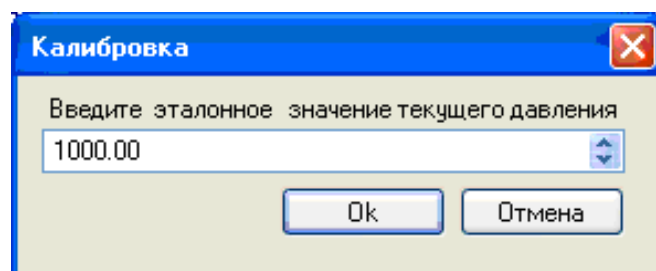 Калибровка
Введите эталонное значение текущего давления
1000.00
Ok Отмена